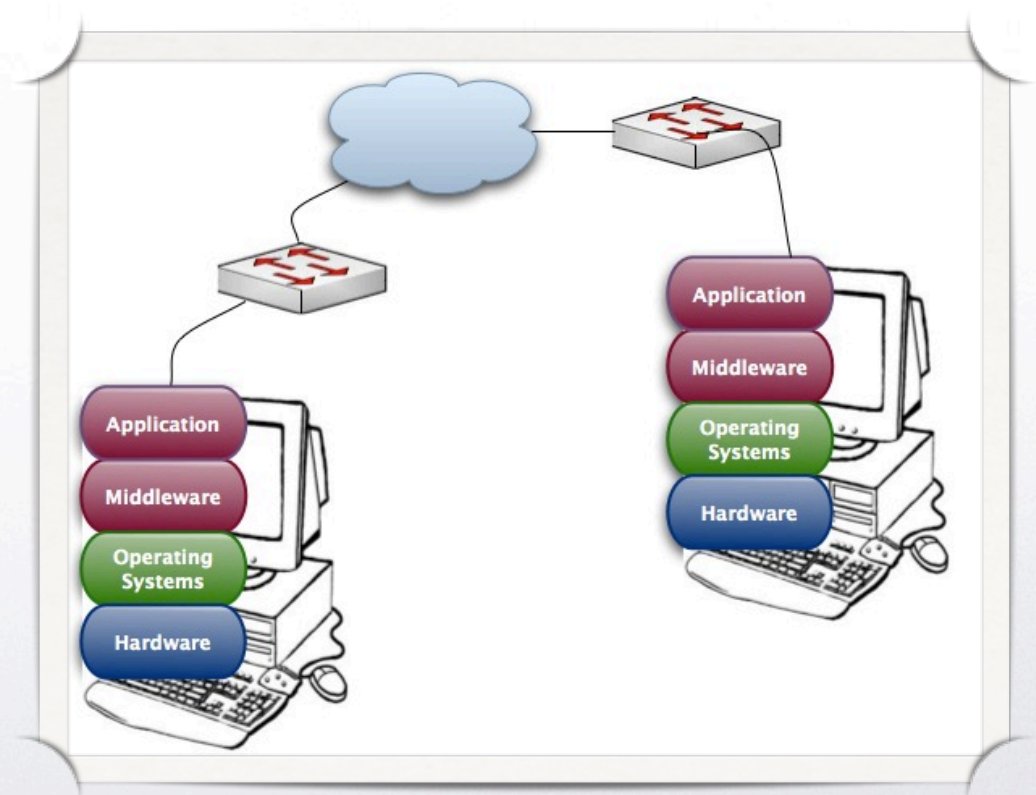 Application
Middleware
Operating
Systems
Hardware
Application
Middleware
Operating
Systems
Hardware